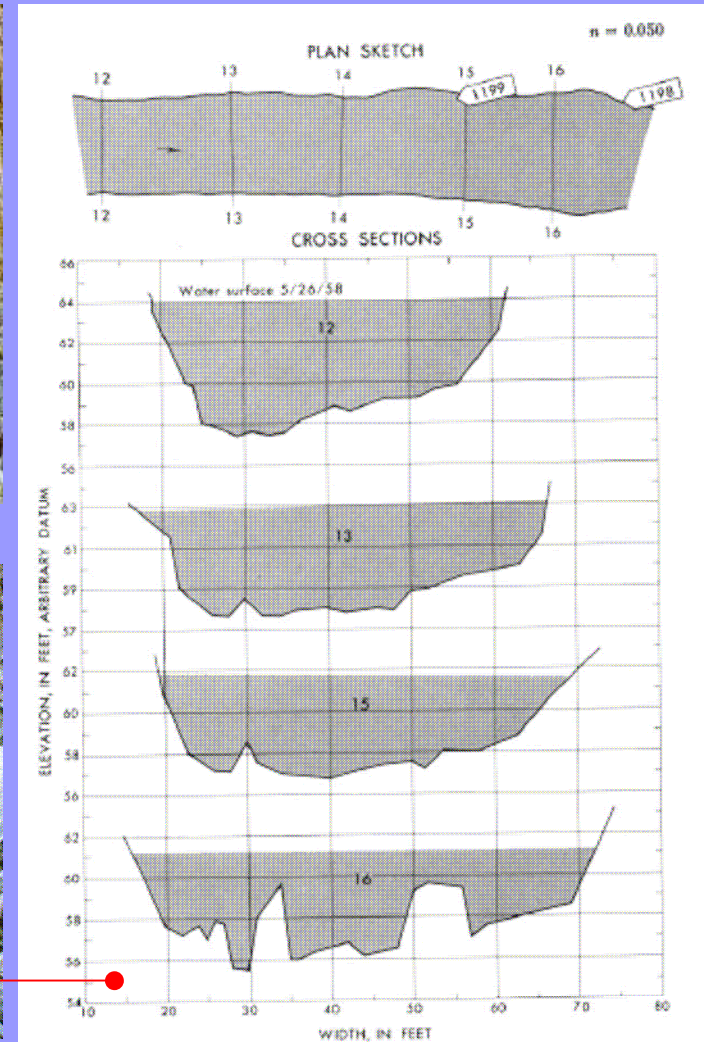 n = 0.050
PLAN SKETCH
12 13 14 15 16
1199 1198
12 13 14 15 16
CROSS SECTIONS
66
Water surface 5/26/58
64
12
62
60
58
56
63
13
61
59
57
62
15
60
58
56
62
16
60
58
56
54
10 20 30 40 50 60 70 80
ELEVATION, IN FEET, ARBITRARY DATUM
WIDTH, IN FEET